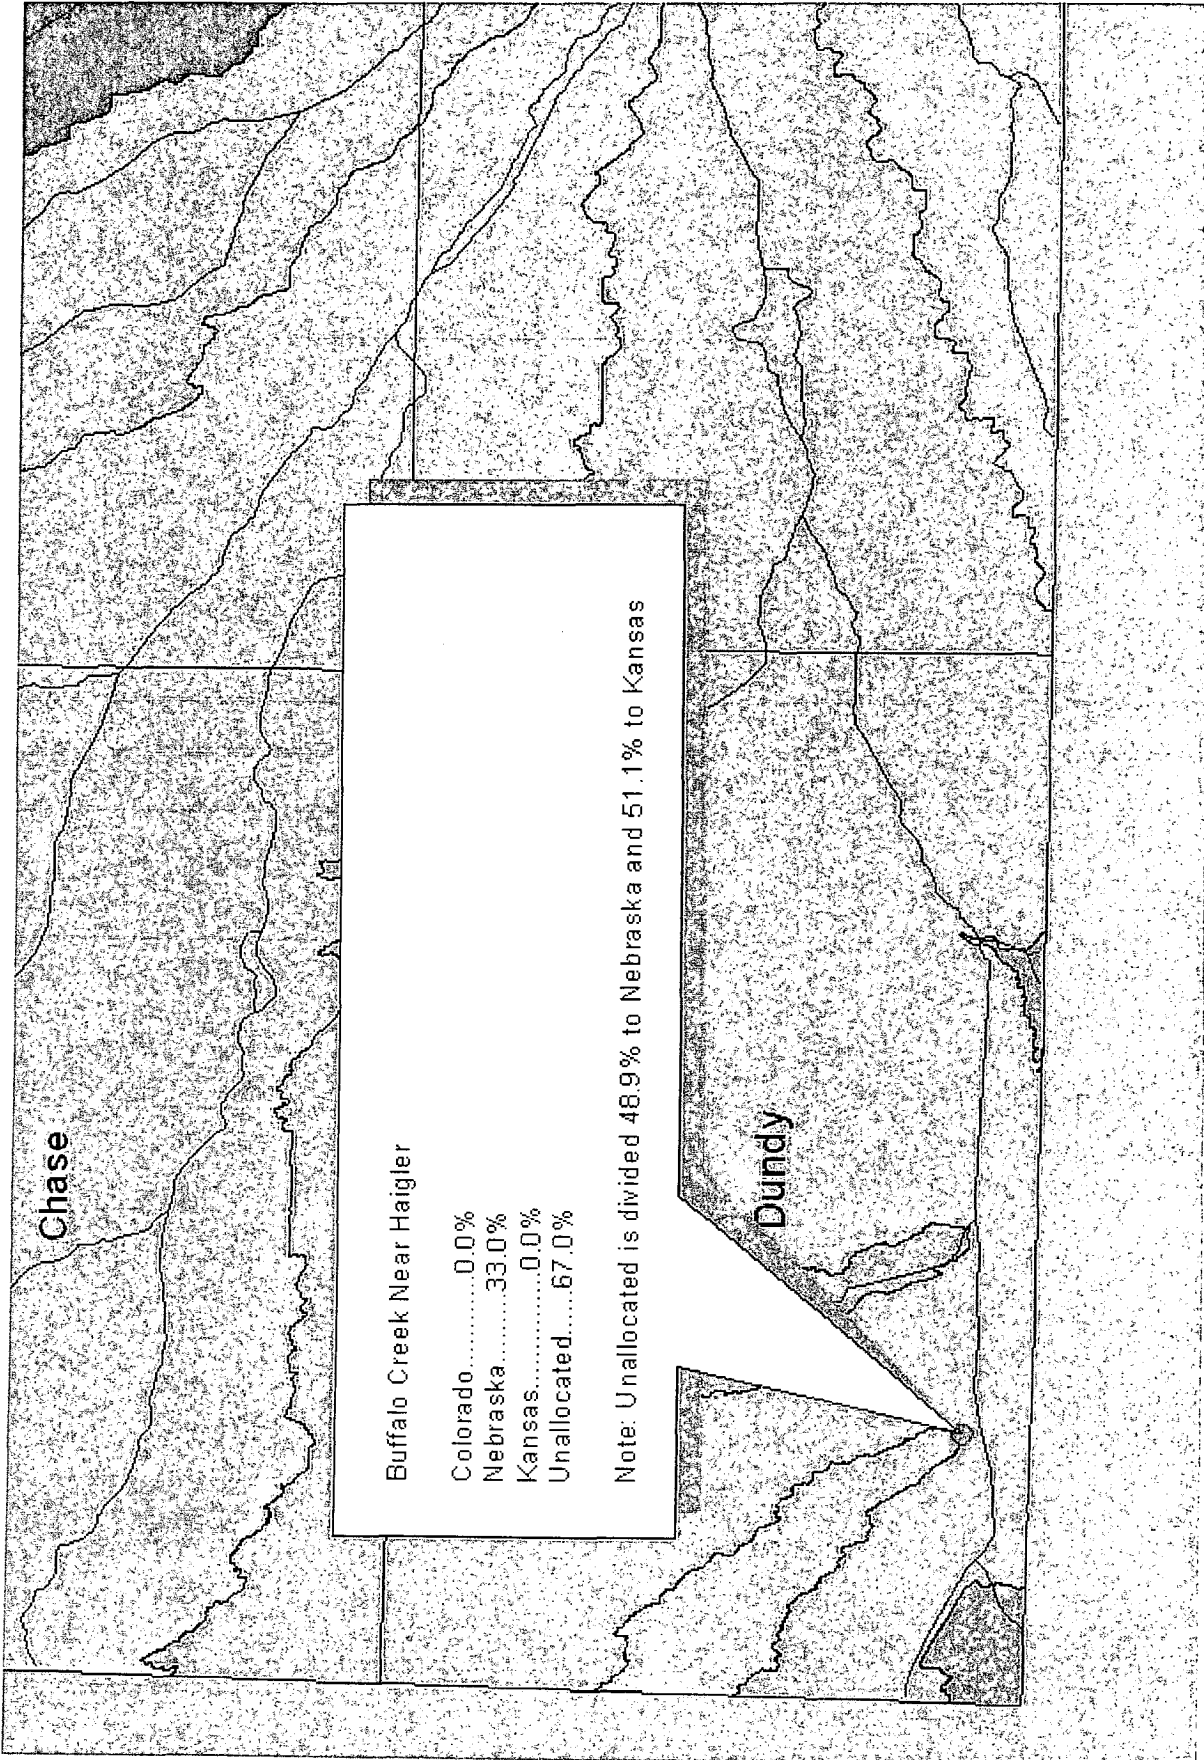 Chase
Buffalo Creek Near Haigler
Colorado............0.0%
Nebraska.........33.0%
Kansas..............0.0%
Unallocated.....67.0%
Note: Unallocated is divided 48.9% to Nebraska and 51.1% to Kansas
Dundy